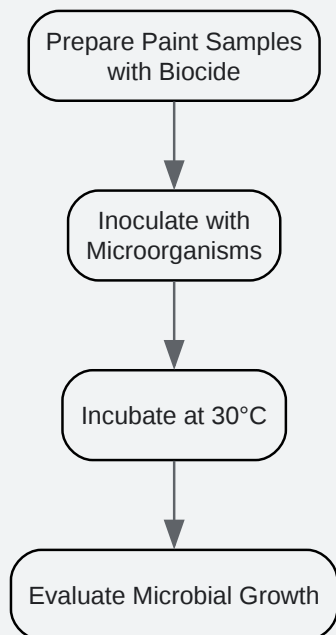 Prepare Paint Samples
with Biocide
Inoculate with
Microorganisms
Incubate at 30°C
Evaluate Microbial Growth